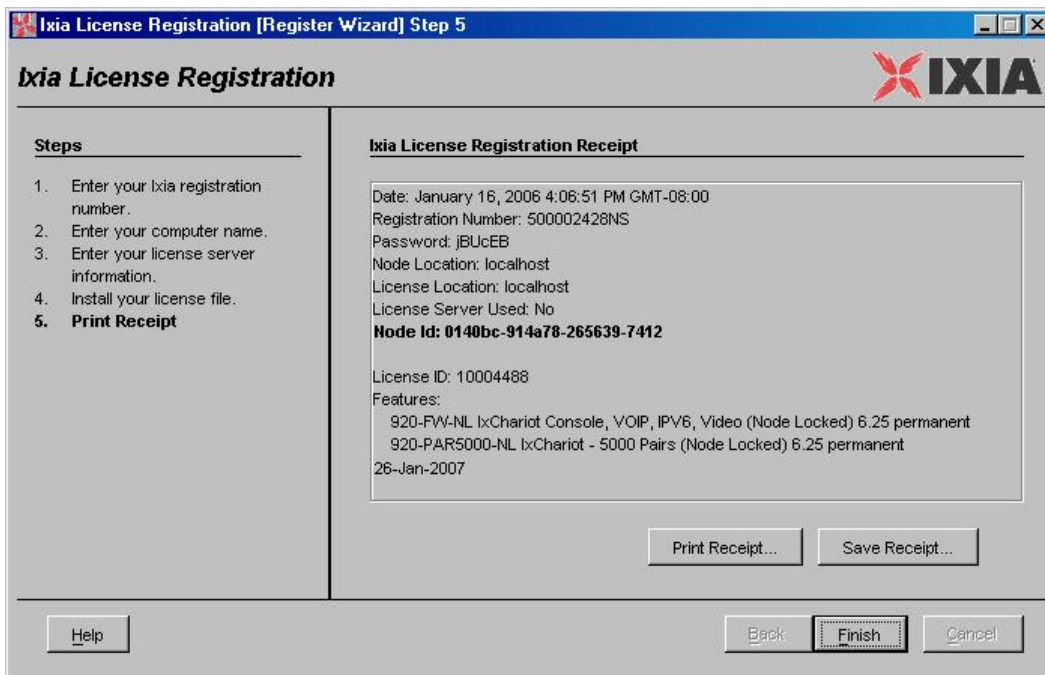 Ixia License Registration [Register Wizard] Step 5
Ixia License Registration
IXIA
Steps
1. Enter your Ixia registration
number.
2. Enter your computer name.
3. Enter your license server
information.
4. Install your license file.
5. Print Receipt
Ixia License Registration Receipt
Date: January 16, 2006 4:06:51 PM GMT-08:00
Registration Number: 500002428NS
Password: jBUcEB
Node Location: localhost
License Location: localhost
License Server Used: No
Node Id: 0140bc-914a78-265639-7412
License ID: 10004488
Features:
920-FW-NL IxChariot Console, VOIP, IPV6, Video (Node Locked) 6.25 permanent
920-PAR5000-NL IxChariot - 5000 Pairs (Node Locked) 6.25 permanent
26-Jan-2007
Print Receipt...
Save Receipt...
Help
Back
Finish
Cancel